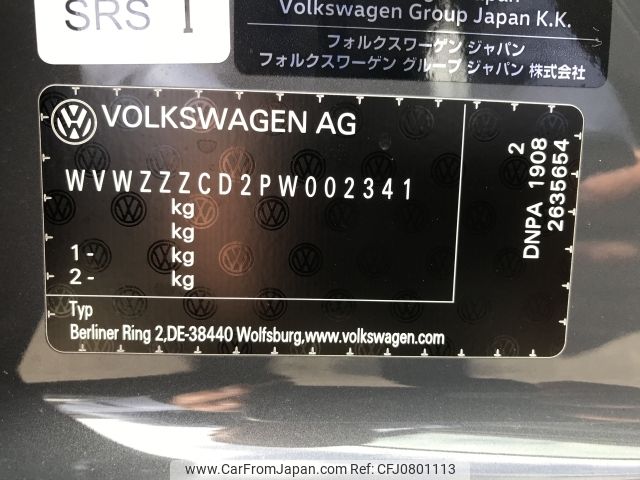 SRS I
Volkswagen Group Japan K.K.
フォルクスワーゲン ジャパン
フォルクスワーゲン グループ ジャパン 株式会社
VOLKSWAGEN AG
WVWZZZCD2PW002341
kg
kg
1- kg
2- kg
Typ
Berliner Ring 2,DE-38440 Wolfsburg,www.volkswagen.com
2
DNPA 1908
2635654
www.CarFromJapan.com Ref:CFJ0801113